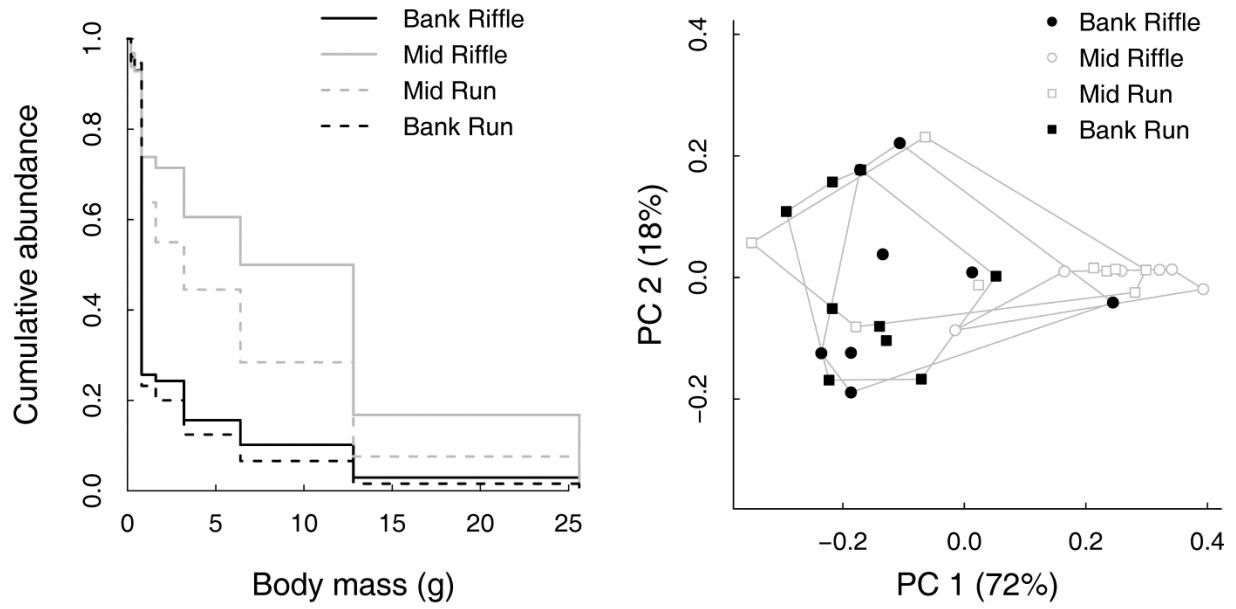 Bank Riffle
Mid Riffle
Mid Run
Bank Run
Cumulative abundance
1.0
0.8
0.6
0.4
0.2
0.0
0 5 10 15 20 25
Body mass (g)
Bank Riffle
Mid Riffle
Mid Run
Bank Run
PC 2 (18%)
0.4
0.2
0.0
−0.2
−0.2 0.0 0.2 0.4
PC 1 (72%)